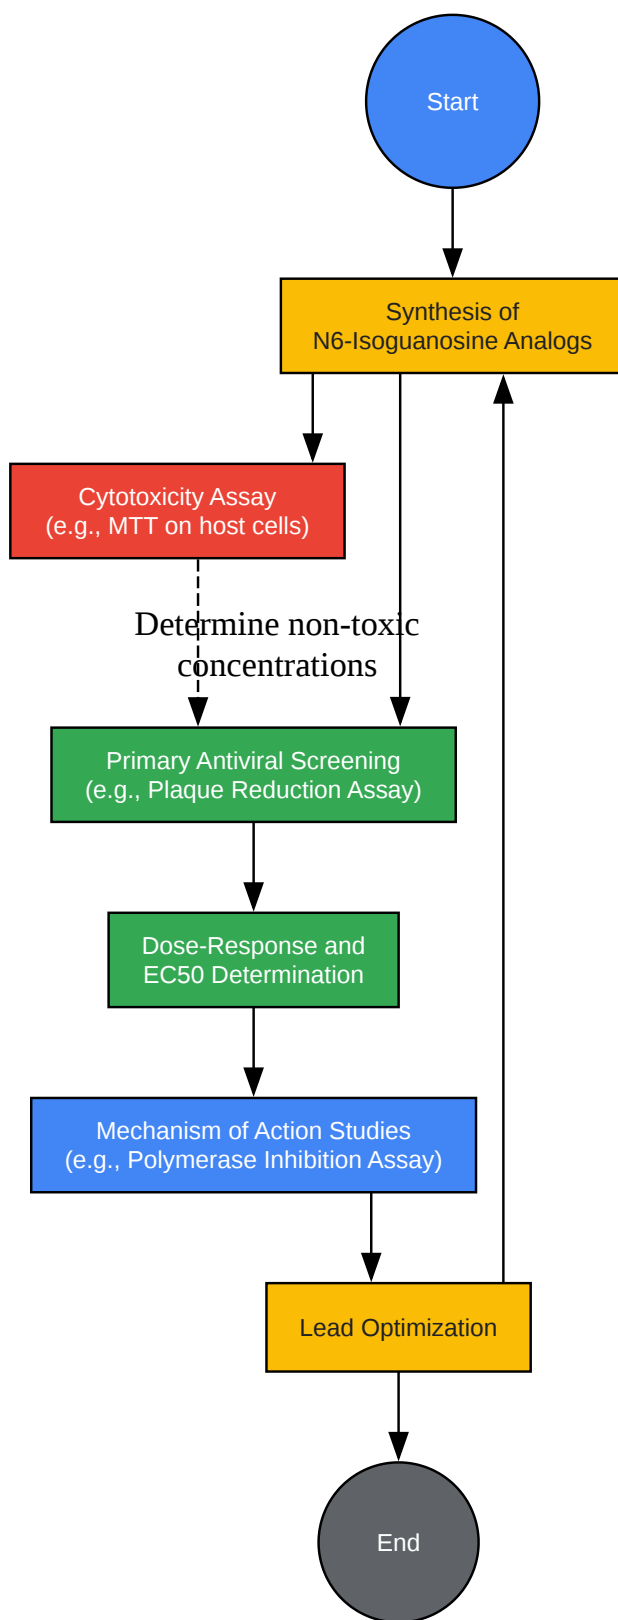 Start
Synthesis of
N6-Isoguanosine Analogs
Cytotoxicity Assay
(e.g., MTT on host cells)
Determine non-toxic
concentrations
Primary Antiviral Screening
(e.g., Plaque Reduction Assay)
Dose-Response and
EC50 Determination
Mechanism of Action Studies
(e.g., Polymerase Inhibition Assay)
Lead Optimization
End